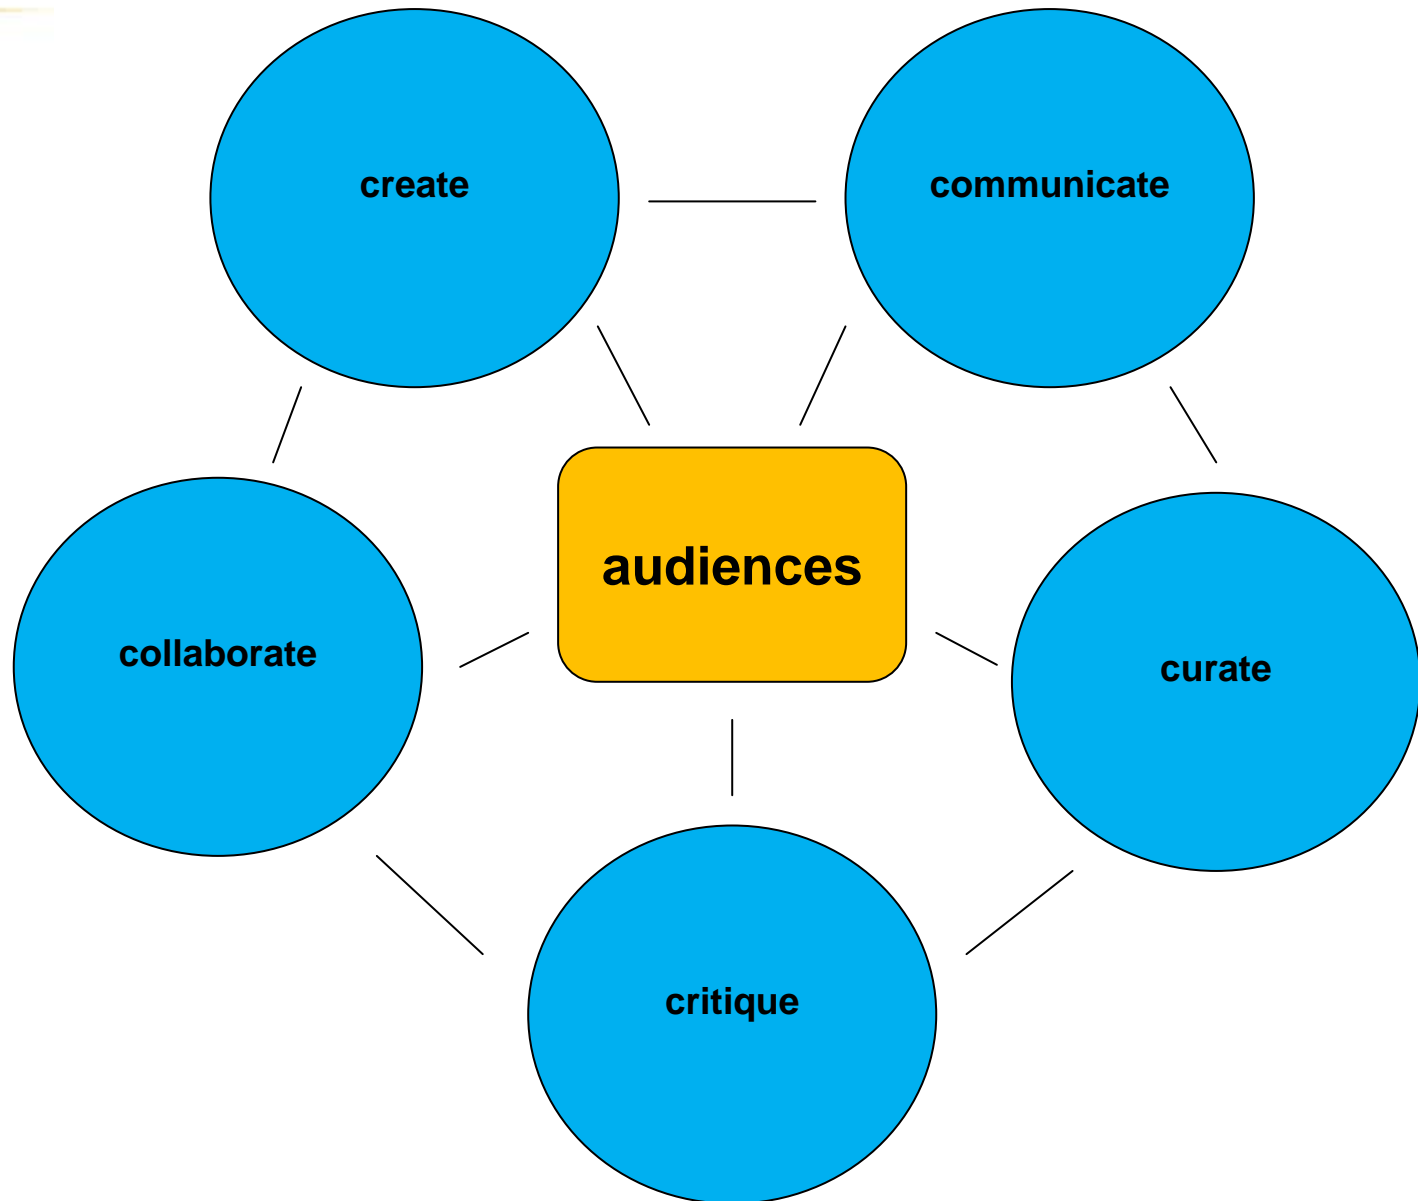 create
communicate
audiences
collaborate
curate
critique